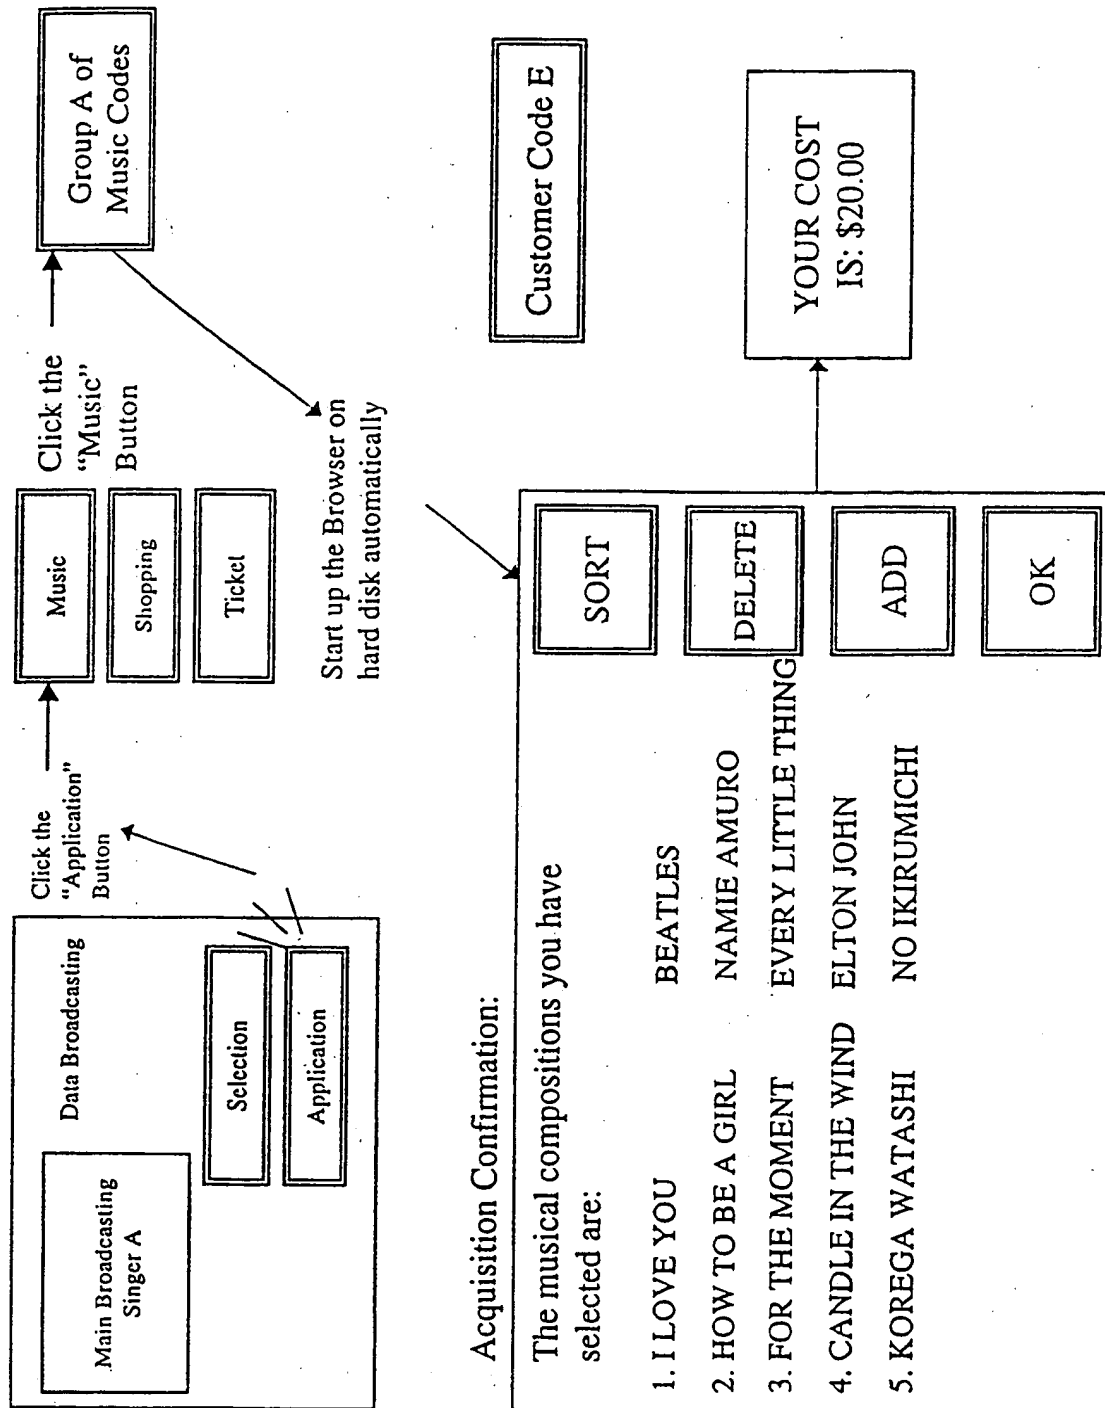 Main Broadcasting
Singer A
Data Broadcasting
Selection
Application
Click the
“Application”
Button
Music
Shopping
Ticket
Click the
“Music”
Button
Group A of
Music Codes
Start up the Browser on
hard disk automatically
Acquisition Confirmation:
Customer Code E
The musical compositions you have
selected are:
1. I LOVE YOU BEATLES
2. HOW TO BE A GIRL NAMIE AMURO
3. FOR THE MOMENT EVERY LITTLE THING
4. CANDLE IN THE WIND ELTON JOHN
5. KOREGA WATASHI NO IKIRUMICHI
SORT
DELETE
ADD
OK
YOUR COST
IS: $20.00